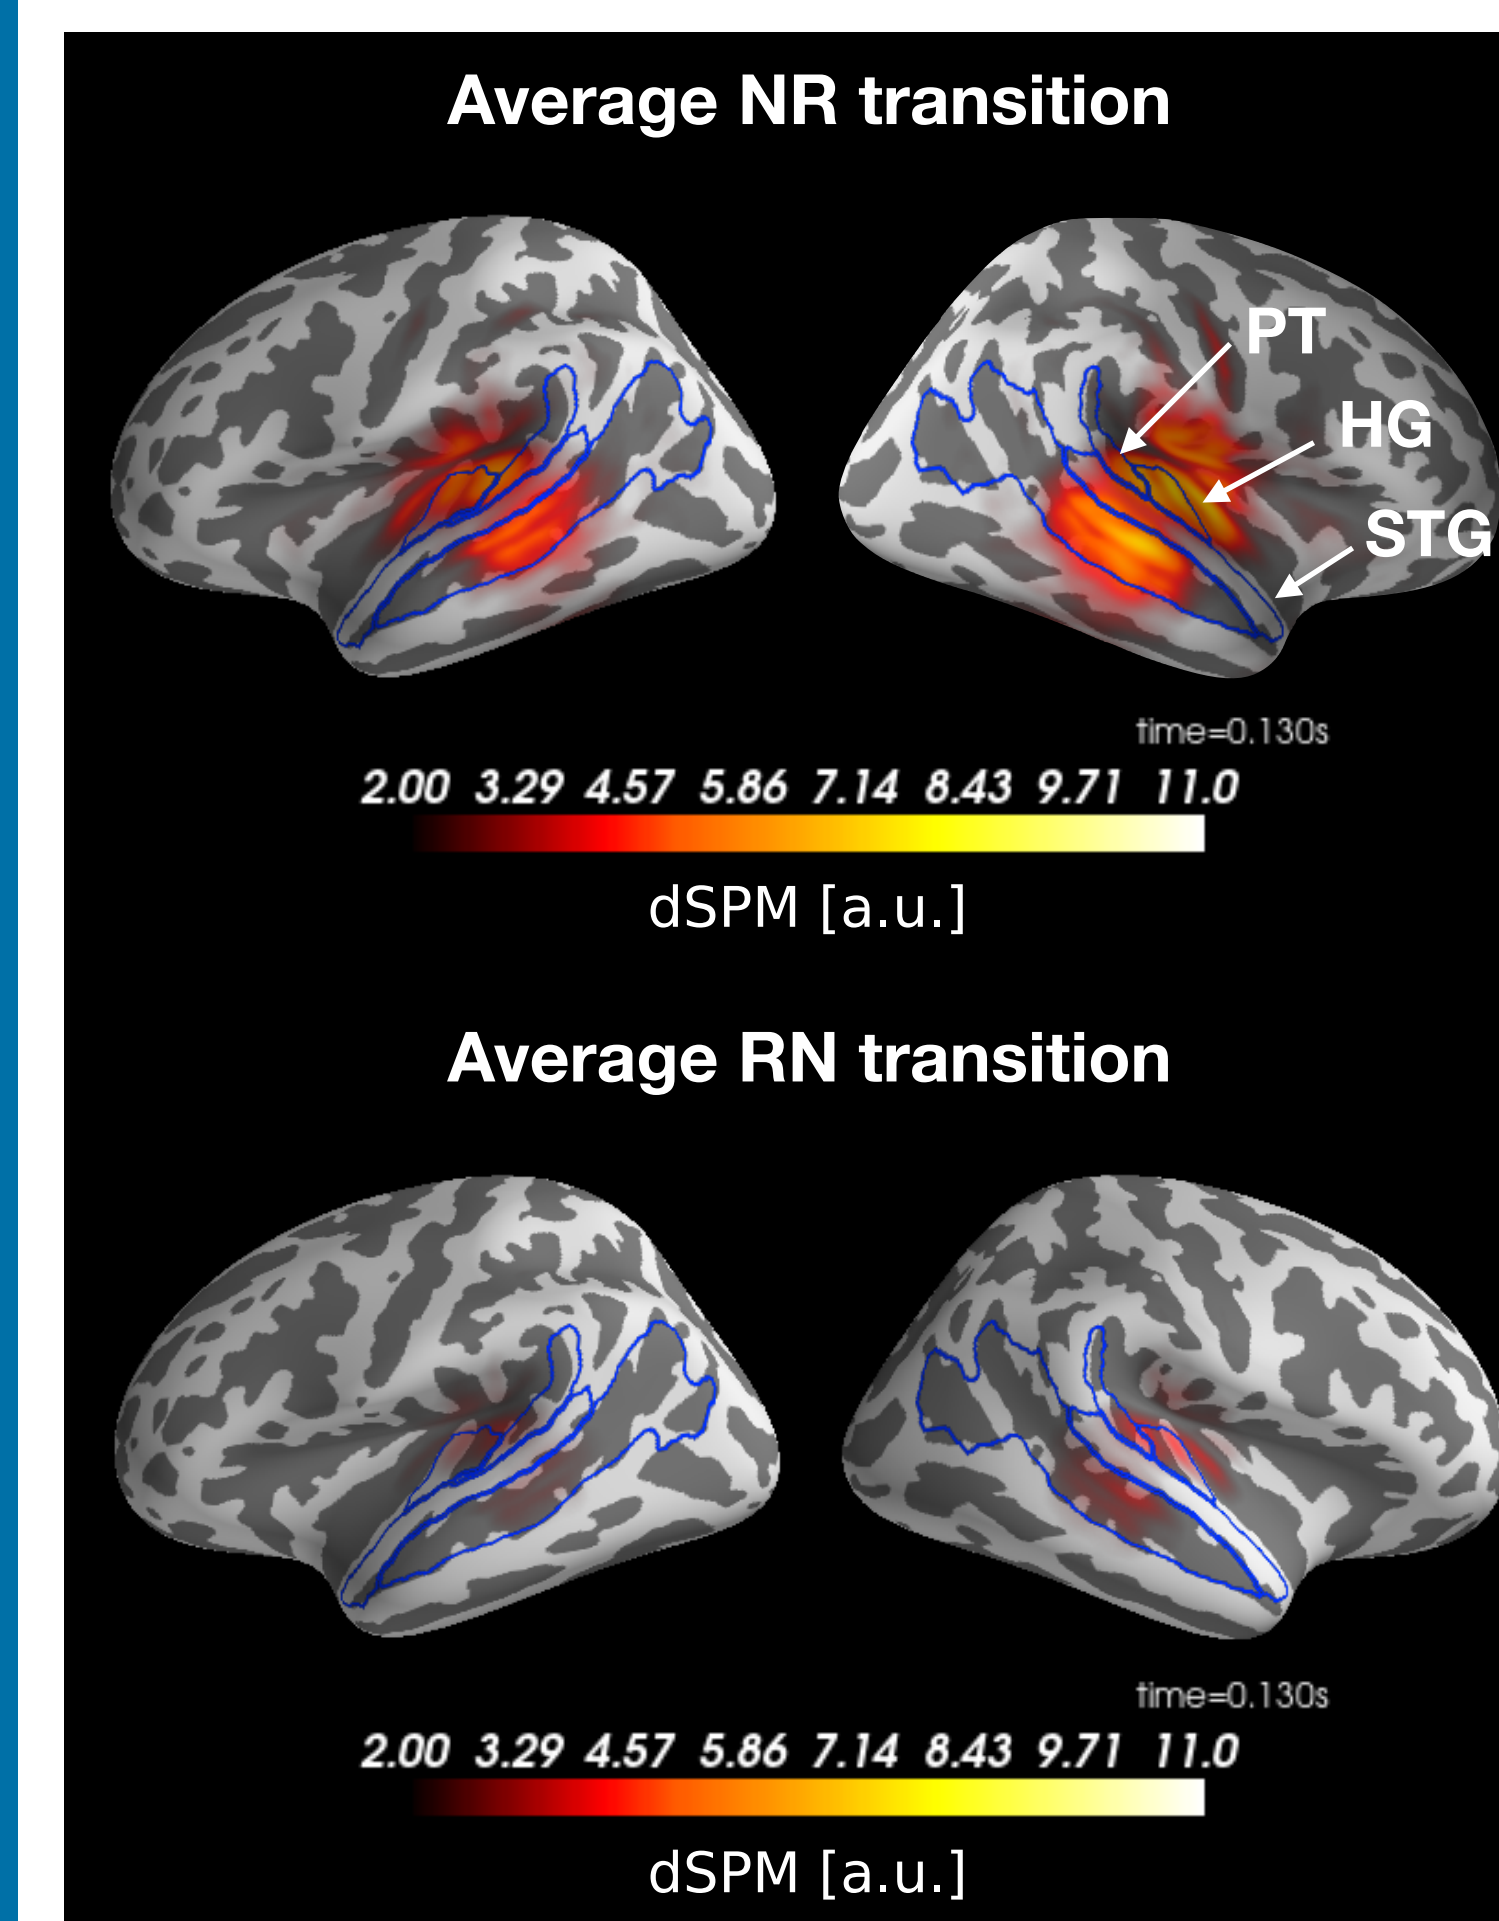 Average NR transition
PT
HG
STG
time=0.130s
2.00 3.29 4.57 5.86 7.14 8.43 9.71 11.0
dSPM [a.u.]
Average RN transition
time=0.130s
2.00 3.29 4.57 5.86 7.14 8.43 9.71 11.0
dSPM [a.u.]